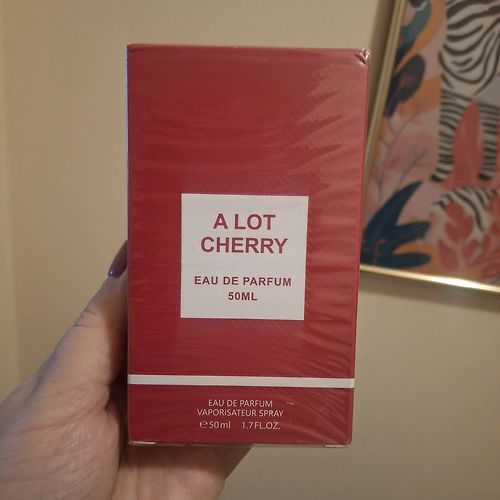 A LOT
CHERRY
EAU DE PARFUM
50ML
EAU DE PARFUM
VAPORISATEUR SPRAY
℮50ml 1.7FL.OZ.